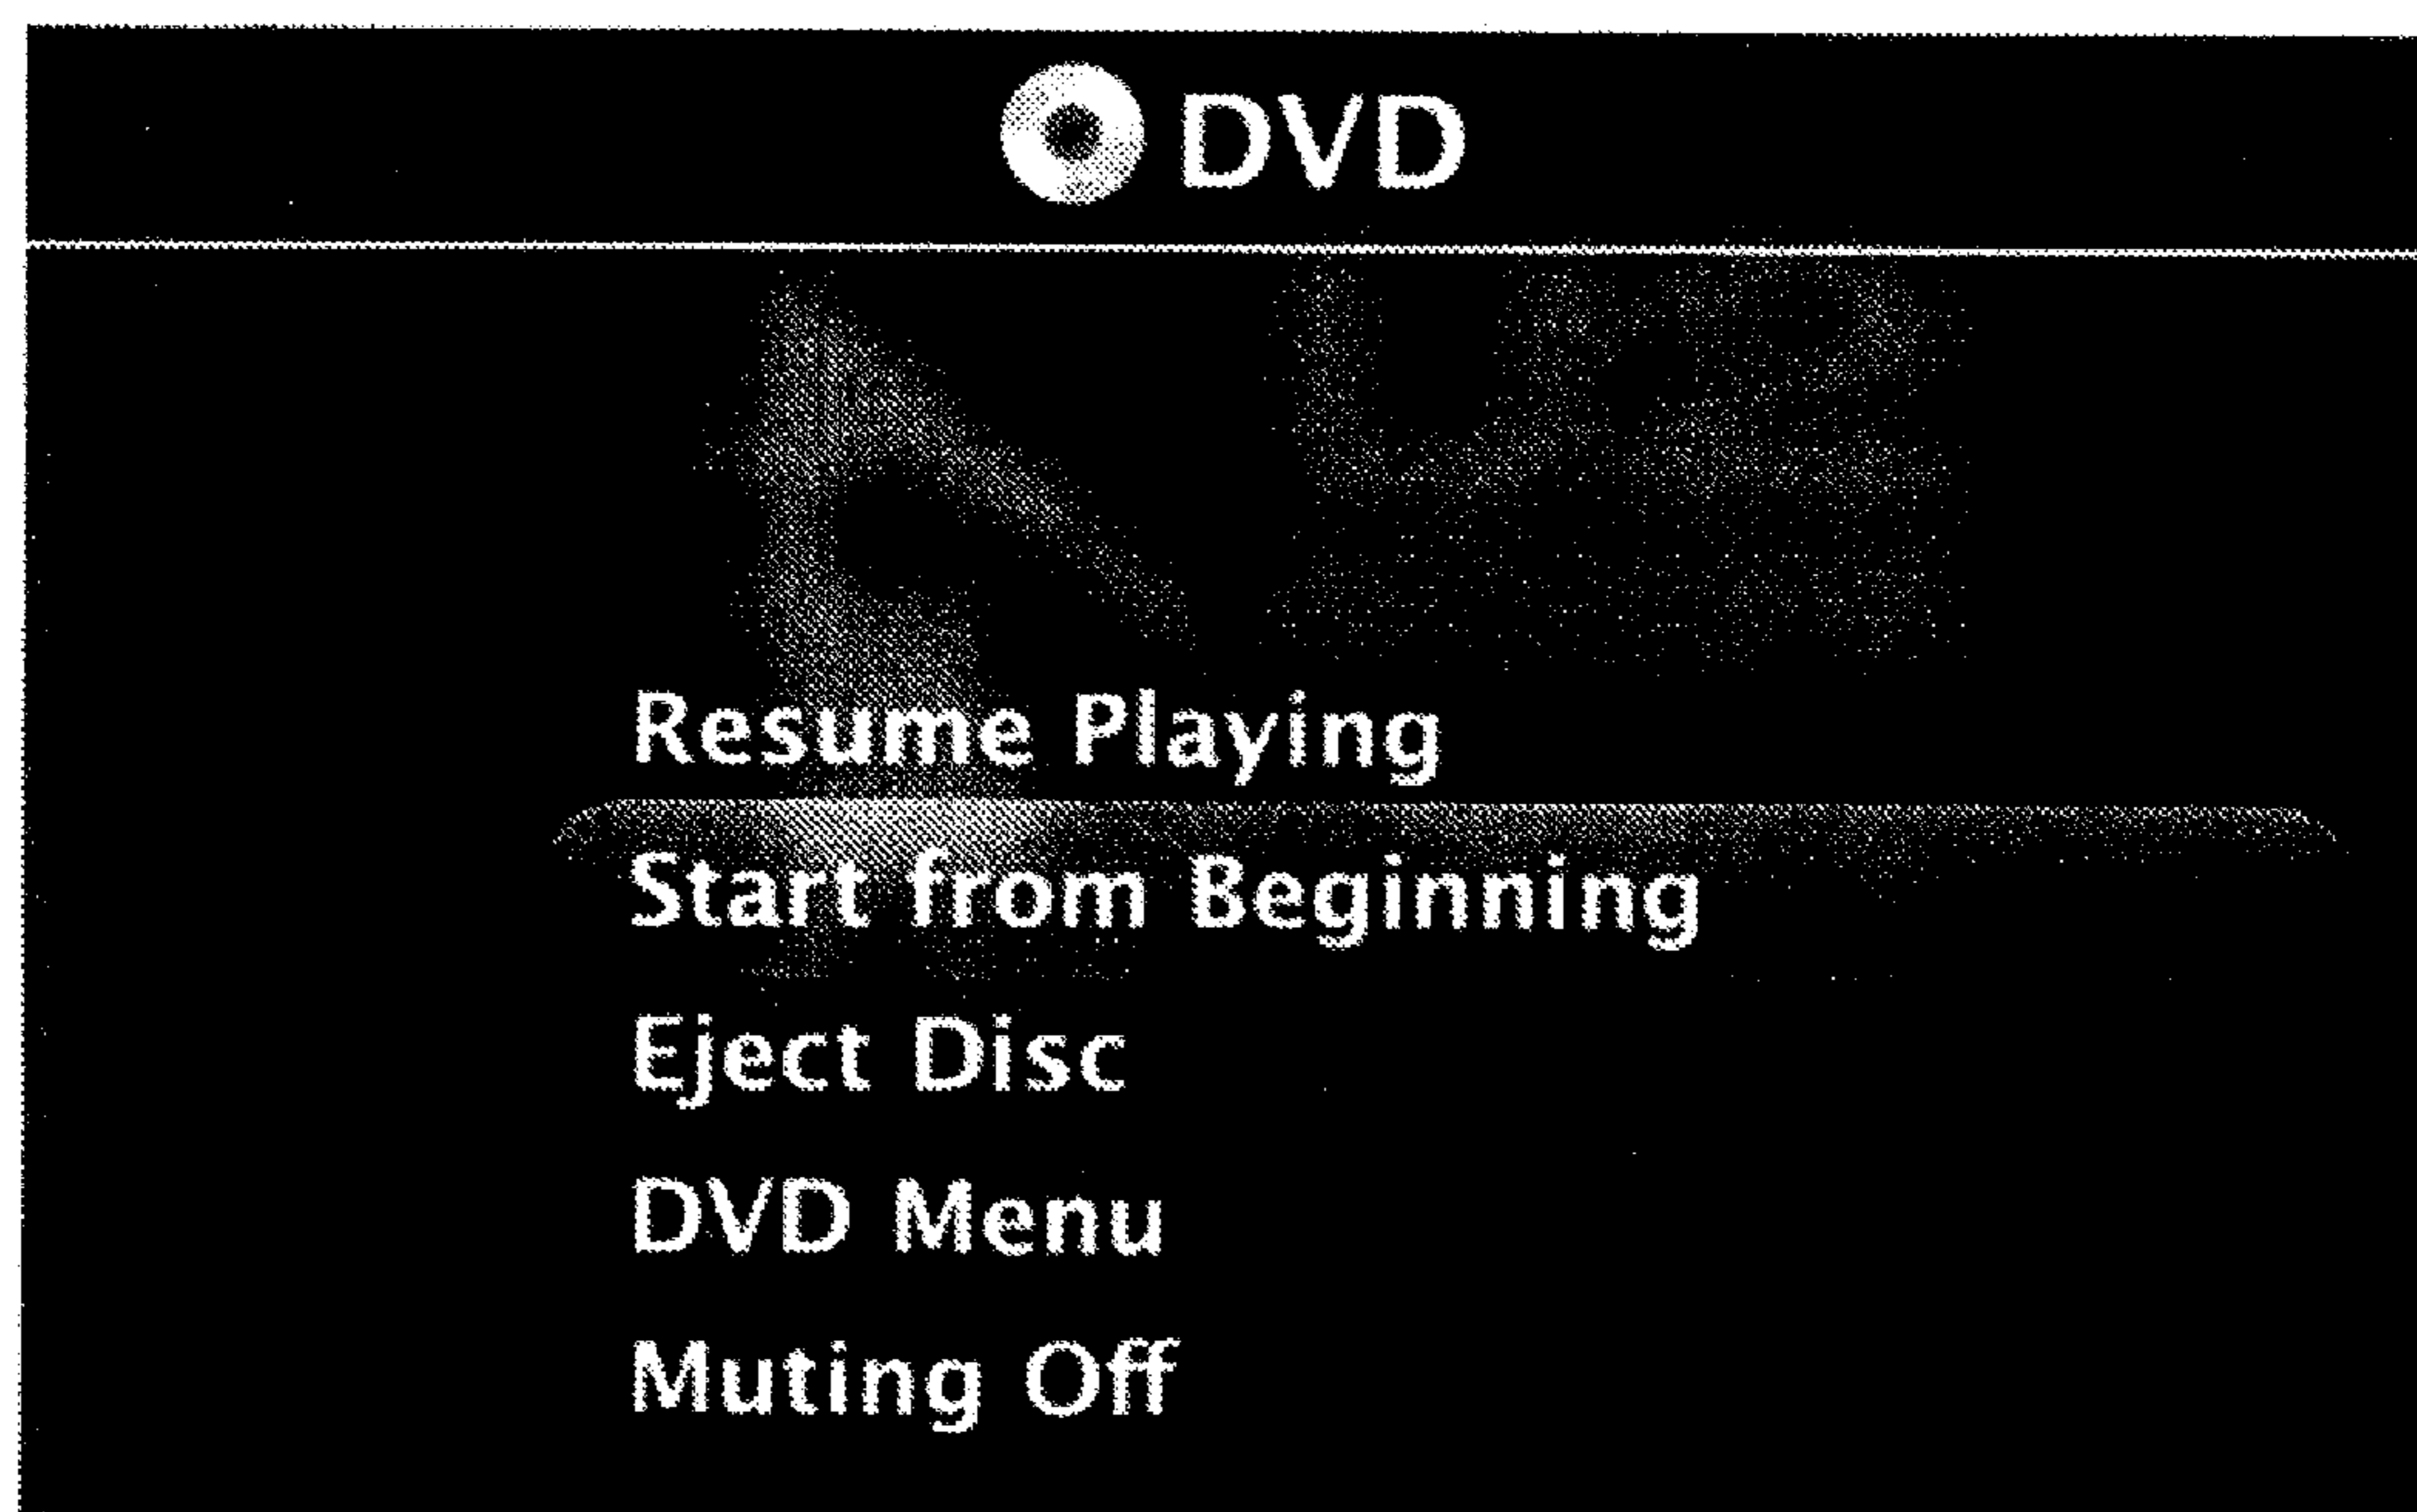 DVD
Resume Playing
Start from Beginning
Eject Disc
DVD Menu
Muting Off